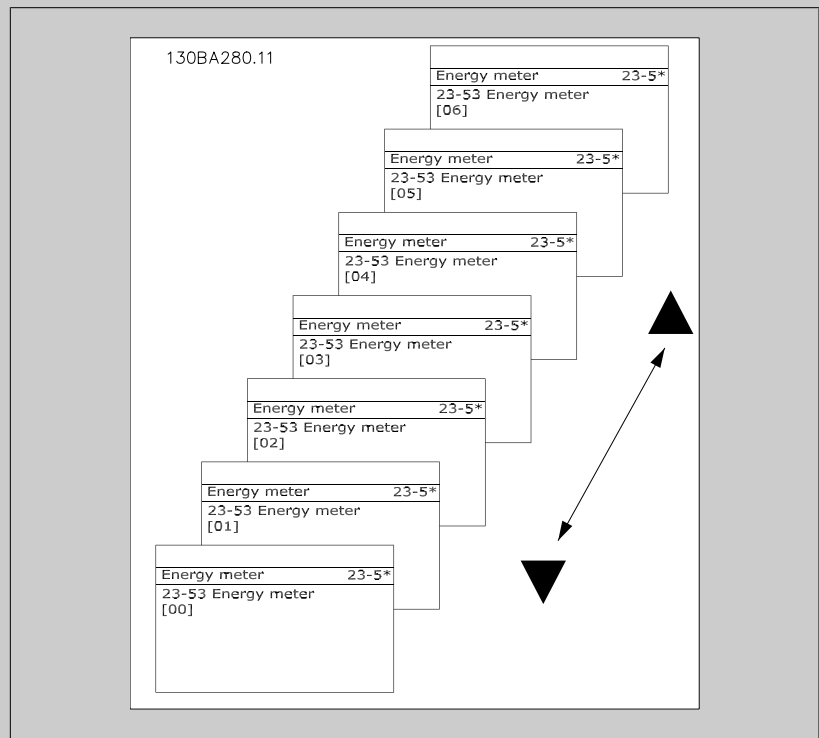 130BA280.11
Energy meter 23-5*
23-53 Energy meter
[06]
Energy meter 23-5*
23-53 Energy meter
[05]
Energy meter 23-5*
23-53 Energy meter
[04]
Energy meter 23-5*
23-53 Energy meter
[03]
Energy meter 23-5*
23-53 Energy meter
[02]
Energy meter 23-5*
23-53 Energy meter
[01]
Energy meter 23-5*
23-53 Energy meter
[00]